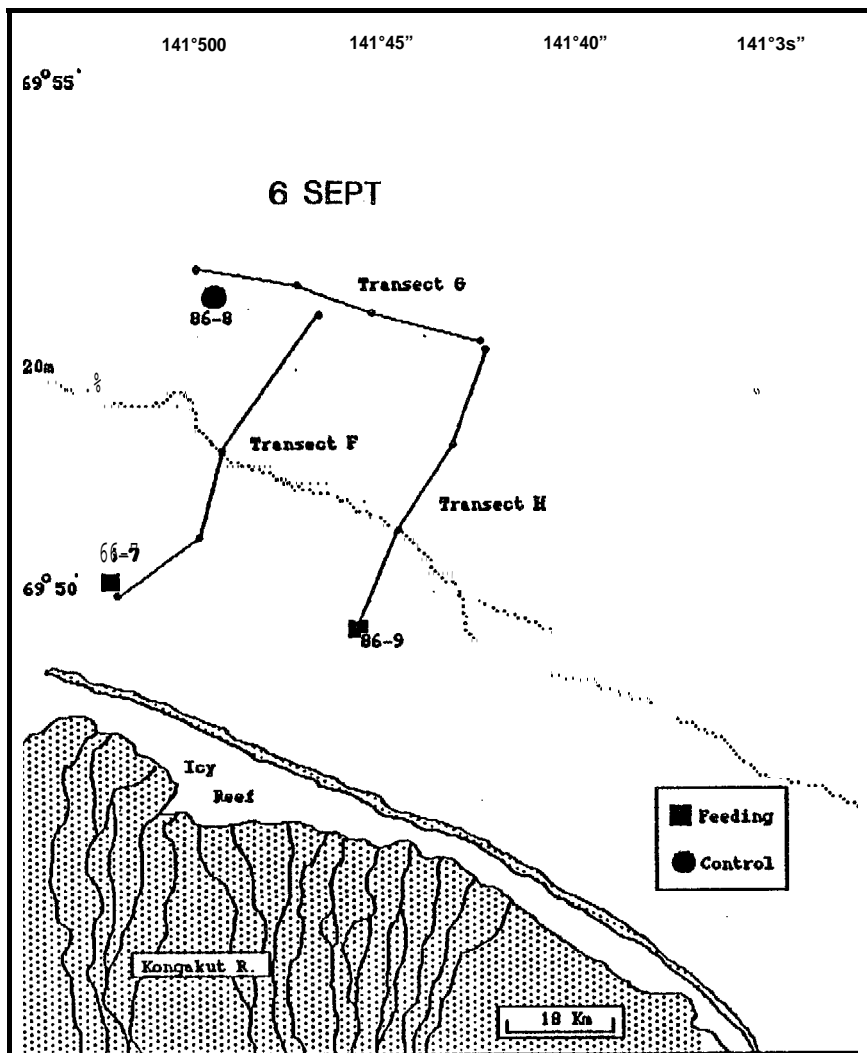 141°500 141°45” 141°40” 141°3s”
69°55'
6 SEPT
Transect G
86-8
20m
Transect F
Transect H
69°50'
86-9
Icy
Reef
Feeding
Control
Kongakut R.
18 Km